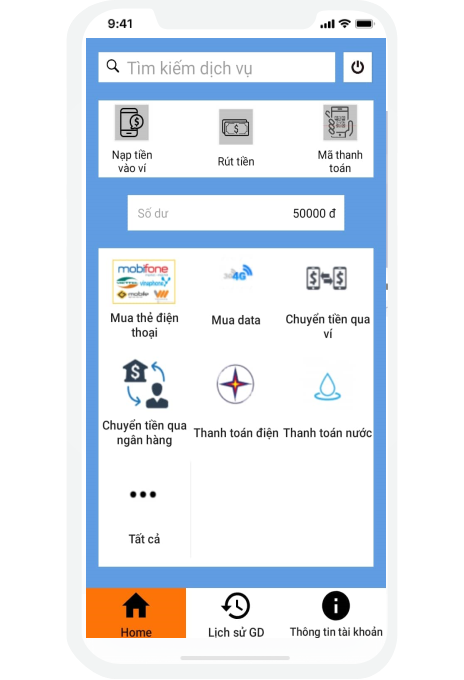 9:41
Tìm kiếm dịch vụ
Nạp tiền
vào ví
Rút tiền
Mã thanh
toán
Số dư
50000 đ
mobifone
VIETTEL vinaphone
mobile VM
4G
Mua thẻ điện
thoại
Mua data
Chuyển tiền qua
ví
Chuyển tiền qua
ngân hàng
Thanh toán điện
Thanh toán nước
Tất cả
Home
Lịch sử GD
Thông tin tài khoản